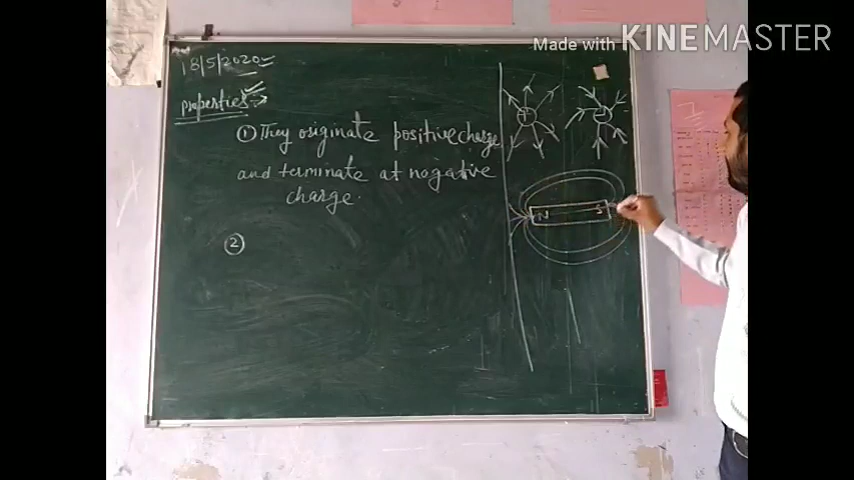 Made with KINEMASTER
18/5/2020
properties
① They originate positive charge
and terminate at negative
charge.
②
+
-
N S